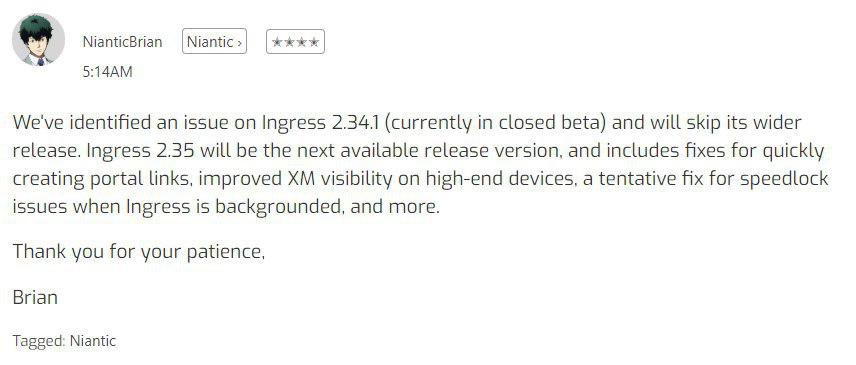 NianticBrian Niantic › ★★★★
5:14AM
We've identified an issue on Ingress 2.34.1 (currently in closed beta) and will skip its wider
release. Ingress 2.35 will be the next available release version, and includes fixes for quickly
creating portal links, improved XM visibility on high-end devices, a tentative fix for speedlock
issues when Ingress is backgrounded, and more.
Thank you for your patience,
Brian
Tagged: Niantic